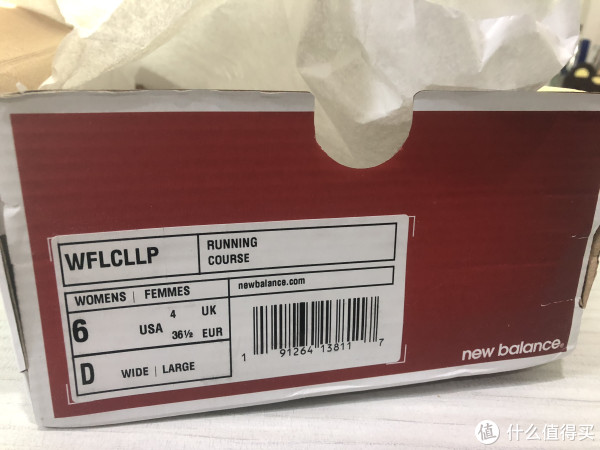 WFLCLLP
RUNNING
COURSE
WOMENS | FEMMES
newbalance.com
6 USA
4 UK
36½ EUR
D WIDE | LARGE
1 91264 13811 7
new balance®
值 什么值得买